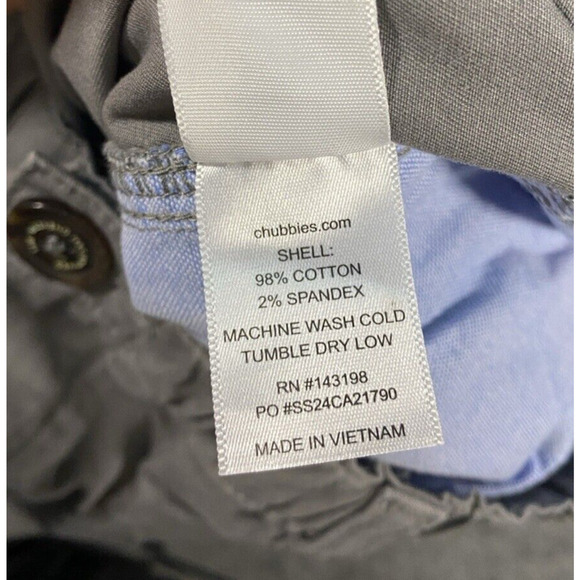 chubbies.com
SHELL:
98% COTTON
2% SPANDEX
MACHINE WASH COLD
TUMBLE DRY LOW
RN #143198
PO #SS24CA21790
MADE IN VIETNAM